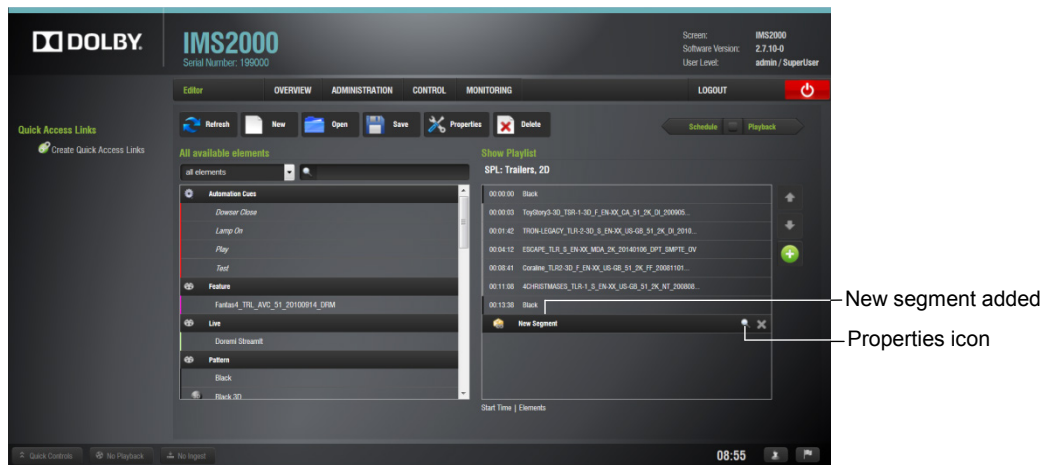 DOLBY.
IMS2000
Serial Number: 199000
Screen: IMS2000
Software Version: 2.7.10-0
User Level: admin / SuperUser
Editor OVERVIEW ADMINISTRATION CONTROL MONITORING LOGOUT
Quick Access Links
Create Quick Access Links
Refresh New Open Save Properties Delete
Schedule Playback
All available elements
all elements
Automation Cues
Dowser Close
Lamp On
Play
Test
Feature
Fantas4_TRL_AVC_51_20100914_DRM
Live
Doremi StreamIt
Pattern
Black
Black 3D
Show Playlist
SPL: Trailers, 2D
00:00:00 Black
00:00:03 ToyStory3-3D_TSR-1-3D_F_EN-XX_CA_51_2K_DI_200905...
00:01:42 TRON-LEGACY_TLR-2-3D_S_EN-XX_US-GB_51_2K_DI_2010...
00:04:12 ESCAPE_TLR_S_EN-XX_MDA_2K_20140106_DPT_SMPTE_OV
00:08:41 Coraline_TLR2-3D_F_EN-XX_US-GB_51_2K_FF_20081101...
00:11:08 4CHRISTMASES_TLR-1_S_EN-XX_US-GB_51_2K_NT_200808...
00:13:38 Black
New Segment
Start Time | Elements
New segment added
Properties icon
Quick Controls No Playback No Ingest
08:55